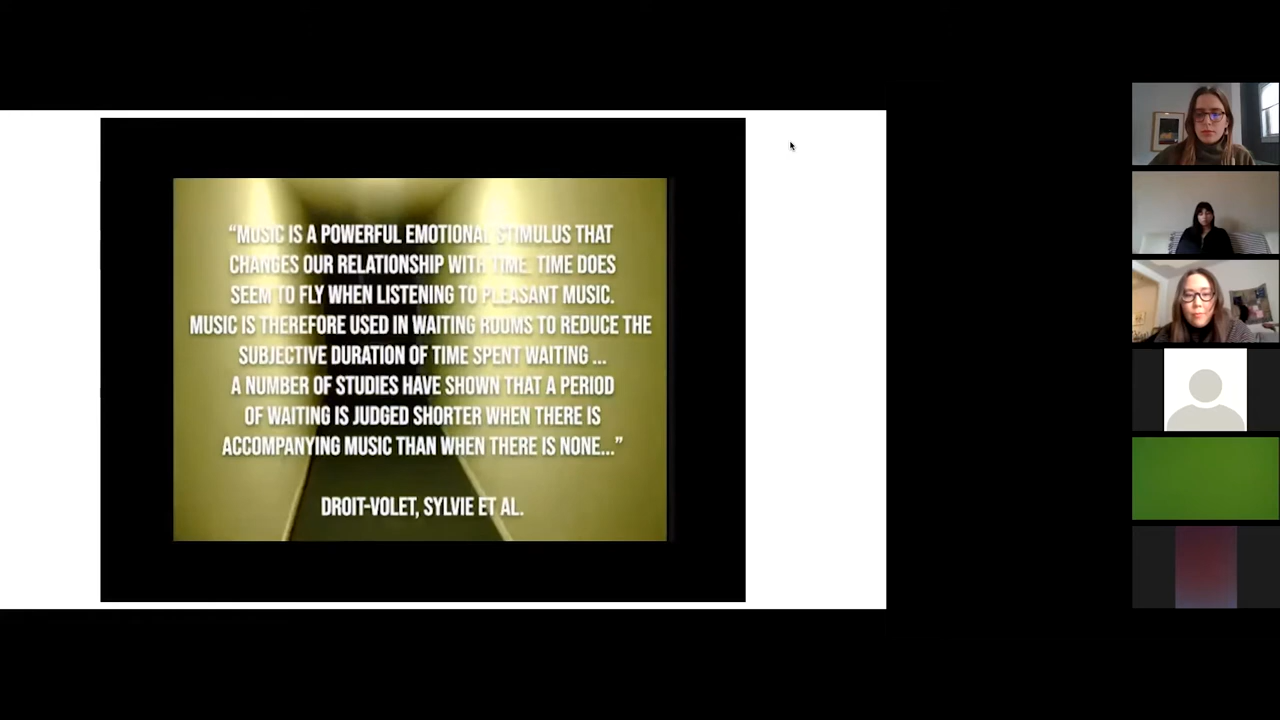 “MUSIC IS A POWERFUL EMOTIONAL STIMULUS THAT
CHANGES OUR RELATIONSHIP WITH TIME. TIME DOES
SEEM TO FLY WHEN LISTENING TO PLEASANT MUSIC.
MUSIC IS THEREFORE USED IN WAITING ROOMS TO REDUCE THE
SUBJECTIVE DURATION OF TIME SPENT WAITING ...
A NUMBER OF STUDIES HAVE SHOWN THAT A PERIOD
OF WAITING IS JUDGED SHORTER WHEN THERE IS
ACCOMPANYING MUSIC THAN WHEN THERE IS NONE...”
DROIT-VOLET, SYLVIE ET AL.